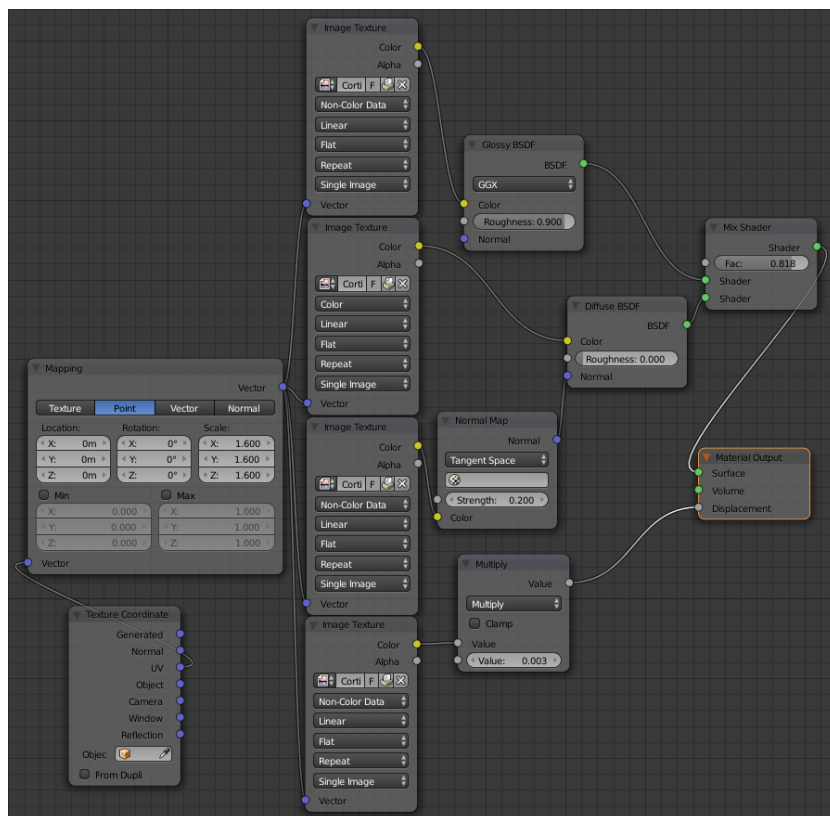 Image Texture
Color
Alpha
Corti F
Non-Color Data
Linear
Flat
Repeat
Single Image
Vector
Glossy BSDF
BSDF
GGX
Color
Roughness: 0.900
Normal
Image Texture
Color
Alpha
Corti F
Color
Linear
Flat
Repeat
Single Image
Vector
Mix Shader
Shader
Fac: 0.818
Shader
Shader
Diffuse BSDF
BSDF
Color
Roughness: 0.000
Normal
Mapping
Vector
Texture Point Vector Normal
Location: Rotation: Scale:
X: 0m X: 0° X: 1.600
Y: 0m Y: 0° Y: 1.600
Z: 0m Z: 0° Z: 1.600
Min Max
X: 0.000 X: 1.000
Y: 0.000 Y: 1.000
Z: 0.000 Z: 1.000
Vector
Image Texture
Color
Alpha
Corti F
Non-Color Data
Linear
Flat
Repeat
Single Image
Vector
Normal Map
Normal
Tangent Space
Strength: 0.200
Color
Material Output
Surface
Volume
Displacement
Multiply
Value
Multiply
Clamp
Value
Value: 0.003
Texture Coordinate
Generated
Normal
UV
Object
Camera
Window
Reflection
Objec
From Dupli
Image Texture
Color
Alpha
Corti F
Non-Color Data
Linear
Flat
Repeat
Single Image
Vector